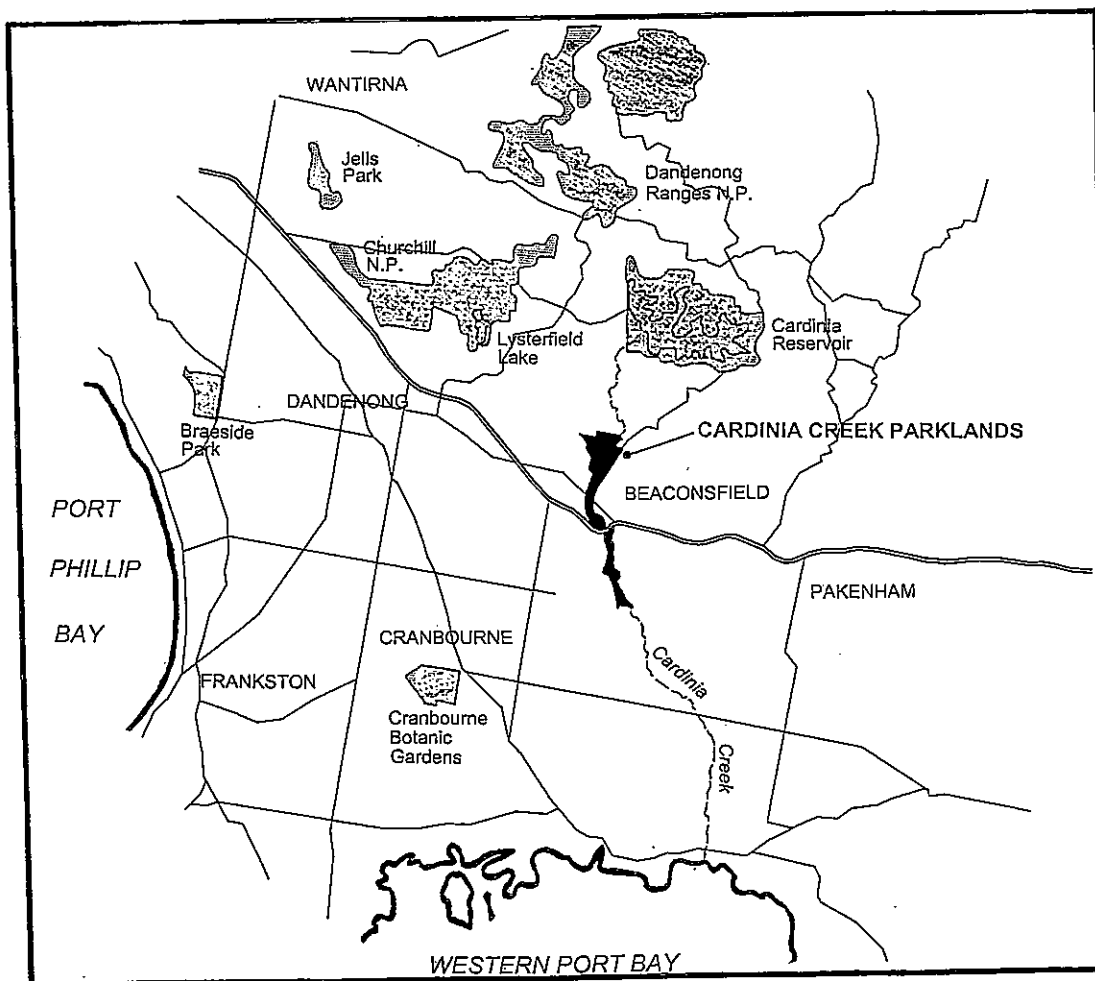 WANTIRNA
Jells
Park
Dandenong
Ranges N.P.
Churchill
N.P.
Lysterfield
Lake
Cardinia
Reservoir
DANDENONG
Braeside
Park
CARDINIA CREEK PARKLANDS
BEACONSFIELD
PORT
PHILLIP
BAY
PAKENHAM
CRANBOURNE
Cardinia
FRANKSTON
Cranbourne
Botanic
Gardens
Creek
WESTERN PORT BAY